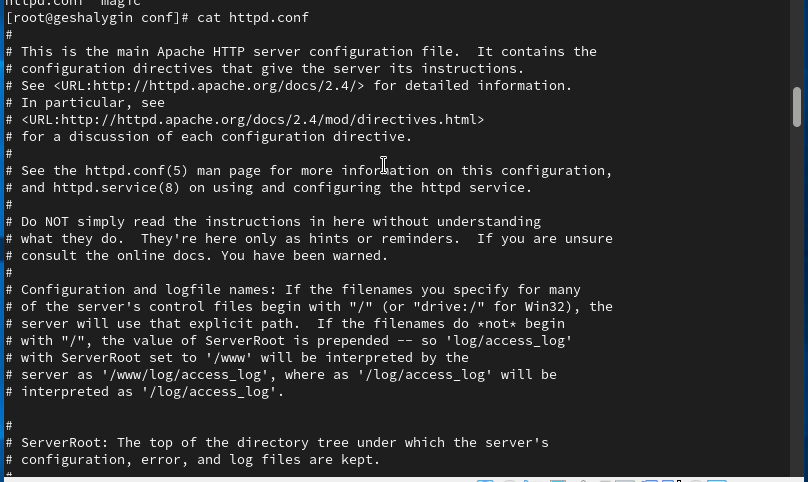 httpd.conf magic
[root@geshalygin conf]# cat httpd.conf
#
# This is the main Apache HTTP server configuration file.  It contains the
# configuration directives that give the server its instructions.
# See <URL:http://httpd.apache.org/docs/2.4/> for detailed information.
# In particular, see
# <URL:http://httpd.apache.org/docs/2.4/mod/directives.html>
# for a discussion of each configuration directive.
#
# See the httpd.conf(5) man page for more information on this configuration,
# and httpd.service(8) on using and configuring the httpd service.
#
# Do NOT simply read the instructions in here without understanding
# what they do.  They're here only as hints or reminders.  If you are unsure
# consult the online docs. You have been warned.
#
# Configuration and logfile names: If the filenames you specify for many
# of the server's control files begin with "/" (or "drive:/" for Win32), the
# server will use that explicit path.  If the filenames do *not* begin
# with "/", the value of ServerRoot is prepended -- so 'log/access_log'
# with ServerRoot set to '/www' will be interpreted by the
# server as '/www/log/access_log', where as '/log/access_log' will be
# interpreted as '/log/access_log'.
#
# ServerRoot: The top of the directory tree under which the server's
# configuration, error, and log files are kept.
#